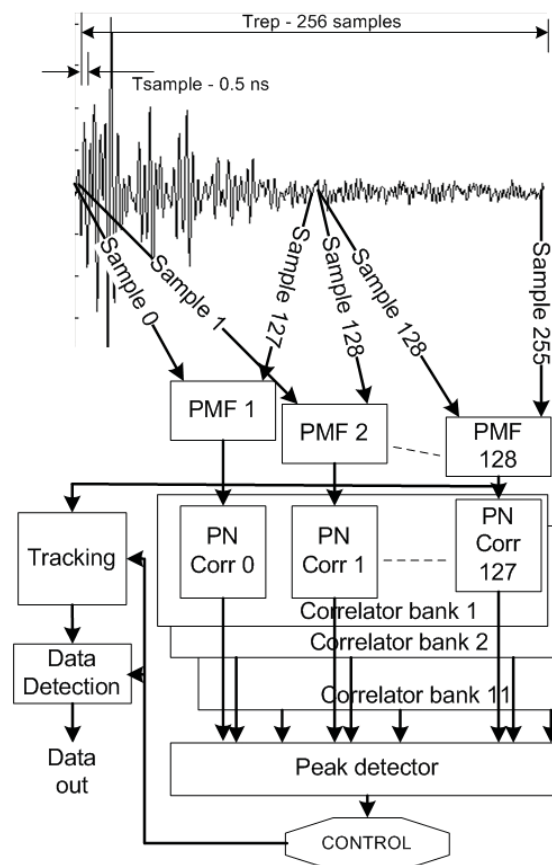 Trep - 256 samples
Tsample - 0.5 ns
Sample 0
Sample 1
Sample 127
Sample 128
Sample 128
Sample 255
PMF 1
PMF 2
PMF
128
Tracking
PN
Corr 0
PN
Corr 1
PN
Corr
127
Correlator bank 1
Correlator bank 2
Correlator bank 11
Data
Detection
Data
out
Peak detector
CONTROL